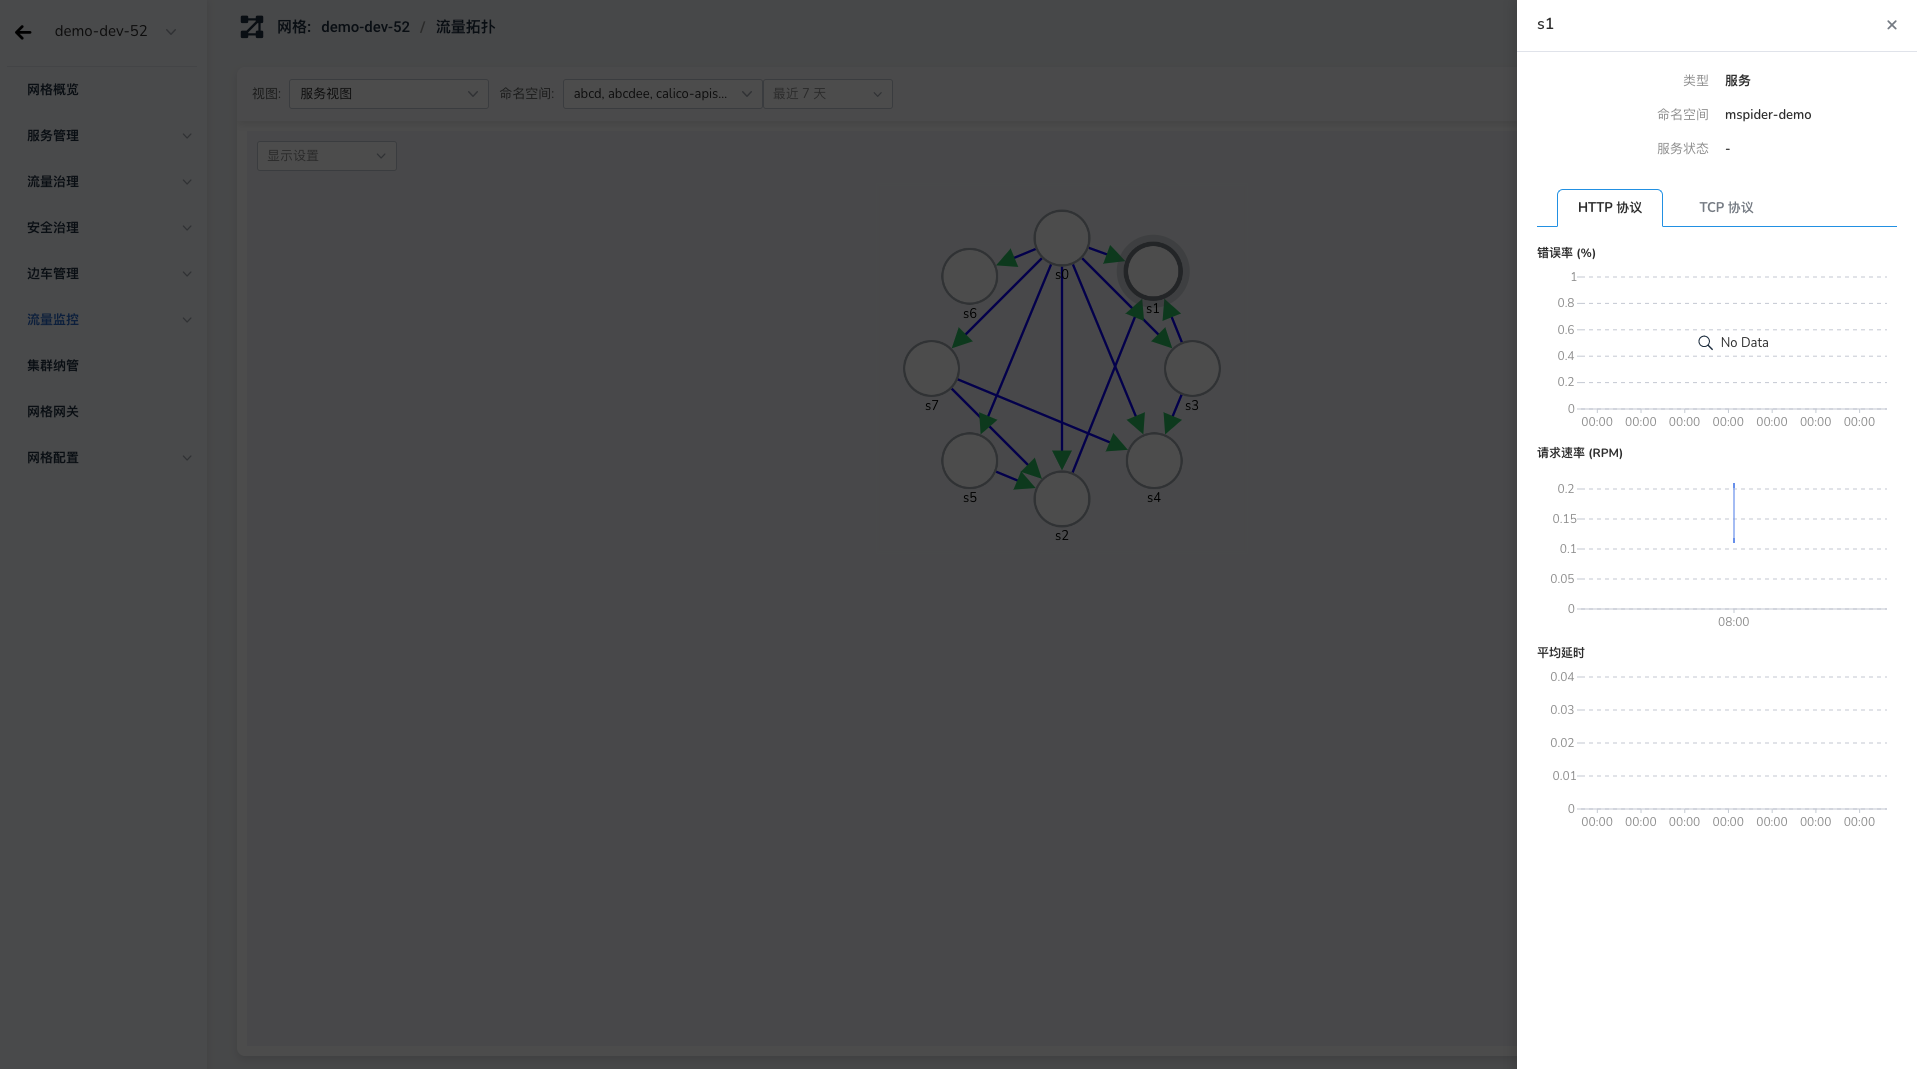 demo-dev-52
网格概览
服务管理
流量治理
安全治理
边车管理
流量监控
集群纳管
网格网关
网格配置
网格: demo-dev-52 / 流量拓扑
视图: 服务视图 命名空间: abcd, abcdee, calico-apis... 最近 7 天
显示设置
s0
s6
s1
s7
s3
s5
s4
s2
s1
类型 服务
命名空间 mspider-demo
服务状态 -
HTTP 协议 TCP 协议
错误率 (%)
1
0.8
0.6
No Data
0.4
0.2
0
00:00 00:00 00:00 00:00 00:00 00:00 00:00
请求速率 (RPM)
0.2
0.15
0.1
0.05
0
08:00
平均延时
0.04
0.03
0.02
0.01
0
00:00 00:00 00:00 00:00 00:00 00:00 00:00